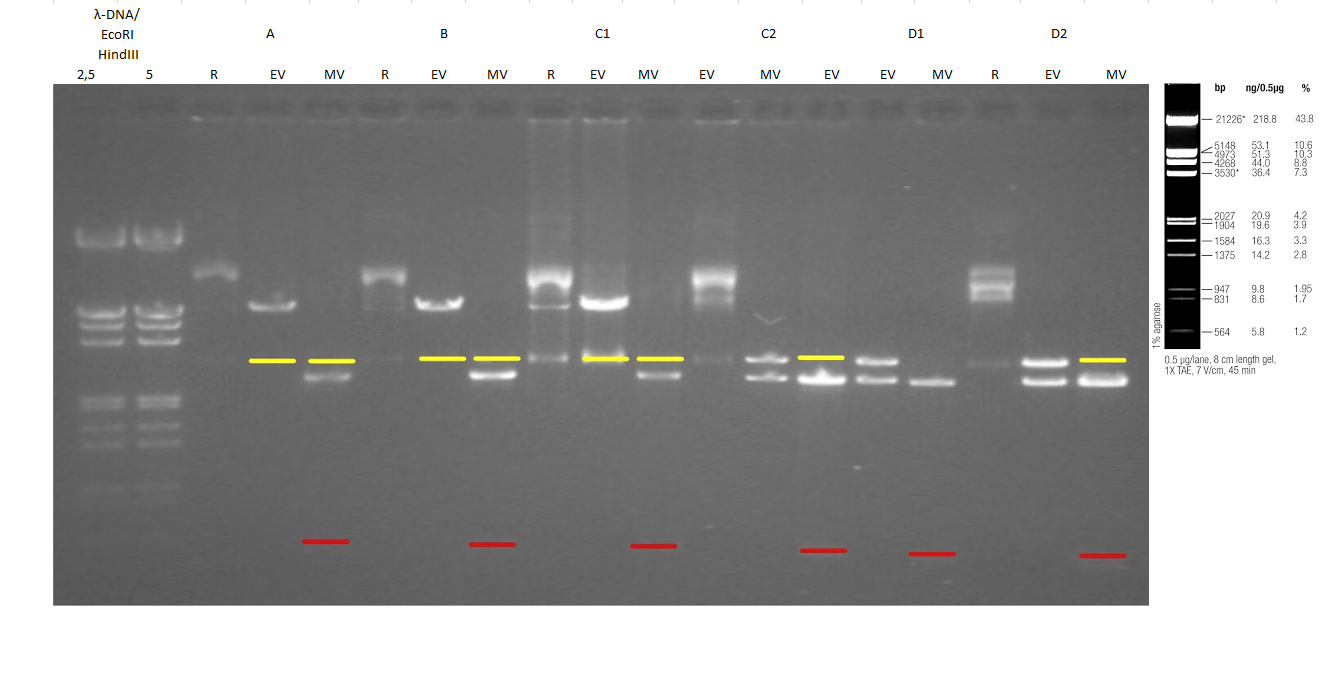 λ-DNA/
EcoRI
HindIII
A B C1 C2 D1 D2
2,5 5 R EV MV R EV MV R EV MV EV MV EV EV MV R EV MV
bp ng/0.5µg %
21226* 218.8 43.8
5148 53.1 10.6
4973 51.3 10.3
4268 44.0 8.8
3530* 36.4 7.3
2027 20.9 4.2
1904 19.6 3.9
1584 16.3 3.3
1375 14.2 2.8
947 9.8 1.95
831 8.6 1.7
564 5.8 1.2
1% agarose
0.5 µg/lane, 8 cm length gel,
1X TAE, 7 V/cm, 45 min